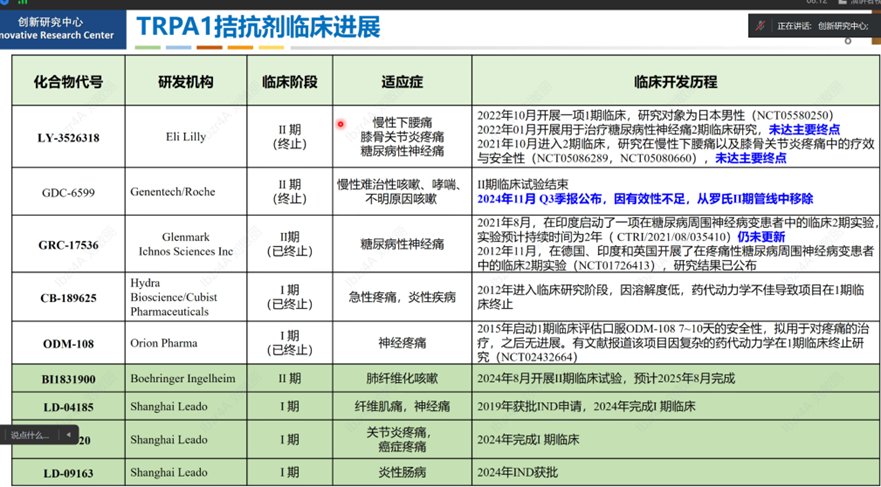 创新研究中心
nnovative Research Center
TRPA1拮抗剂临床进展
正在讲话: 创新研究中心;
化合物代号 研发机构 临床阶段 适应症 临床开发历程
LY-3526318 Eli Lilly II 期
(终止)
慢性下腰痛
膝骨关节炎疼痛
糖尿病性神经痛
2022年10月开展一项1期临床，研究对象为日本男性（NCT05580250）
2022年01月开展用于治疗糖尿病性神经痛2期临床研究，未达主要终点
2021年10月进入2期临床，研究在慢性下腰痛以及膝骨关节炎疼痛中的疗效
与安全性（NCT05086289，NCT05080660），未达主要终点
GDC-6599 Genentech/Roche II 期
(终止)
慢性难治性咳嗽、哮喘、
不明原因咳嗽
II期临床试验结束
2024年11月 Q3季报公布，因有效性不足，从罗氏II期管线中移除
GRC-17536 Glenmark
Ichnos Sciences Inc
II期
(已终止)
糖尿病性神经痛
2021年8月，在印度启动了一项在糖尿病周围神经病变患者中的临床2期实验，
实验预计持续时间为2年（ CTRI/2021/08/035410）仍未更新
2012年11月，在德国、印度和英国开展了在疼痛性糖尿病周围神经病变患者
中的临床2期实验（NCT01726413），研究结果已公布
CB-189625 Hydra
Bioscience/Cubist
Pharmaceuticals
I 期
(已终止)
急性疼痛，炎性疾病
2012年进入临床研究阶段，因溶解度低，药代动力学不佳导致项目在1期临
床终止
ODM-108 Orion Pharma I 期
(已终止)
神经疼痛
2015年启动1期临床评估口服ODM-108 7~10天的安全性，拟用于对疼痛的治
疗，之后无进展。有文献报道该项目因复杂的药代动力学在1期临床终止研
究（NCT02432664）
BI1831900 Boehringer Ingelheim II 期 肺纤维化咳嗽 2024年8月开展II期临床试验，预计2025年8月完成
LD-04185 Shanghai Leado I 期 纤维肌痛，神经痛 2019年获批IND申请，2024年完成I 期临床
说点什么...
20 Shanghai Leado I 期 关节炎疼痛，
癌症疼痛
2024年完成I 期临床
LD-09163 Shanghai Leado I 期 炎性肠病 2024年IND获批